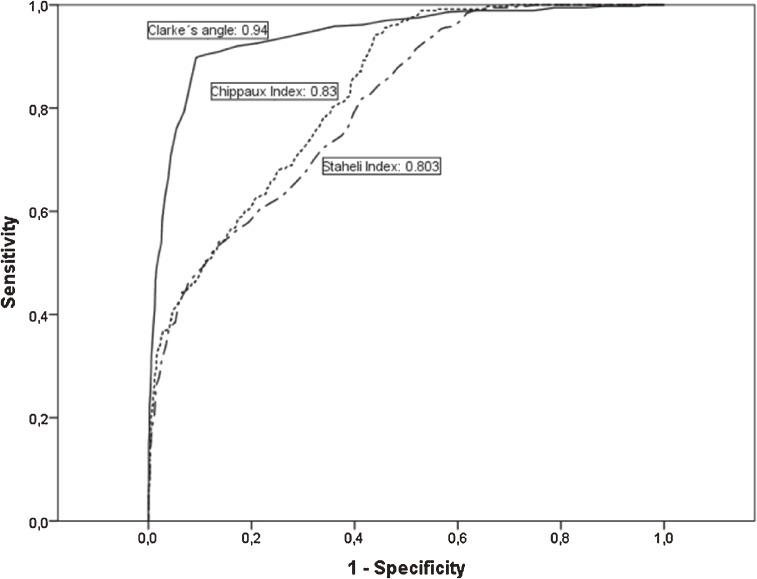 1,0
Clarke´s angle: 0.94
Chippaux Index: 0.83
0,8
Staheli Index: 0.803
0,6
Sensitivity
0,4
0,2
0,0
0,0 0,2 0,4 0,6 0,8 1,0
1 - Specificity